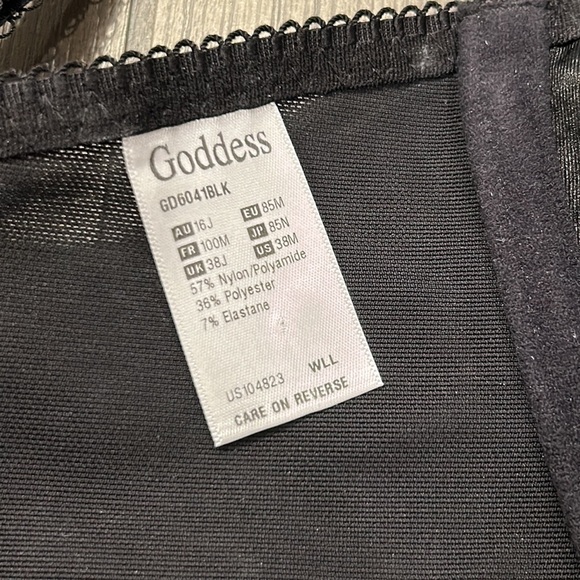 Goddess
GD6041BLK
AU 16J EU 85M
FR 100M JP 85N
UK 38J US 38M
57% Nylon/Polyamide
36% Polyester
7% Elastane
US104823 WLL
CARE ON REVERSE